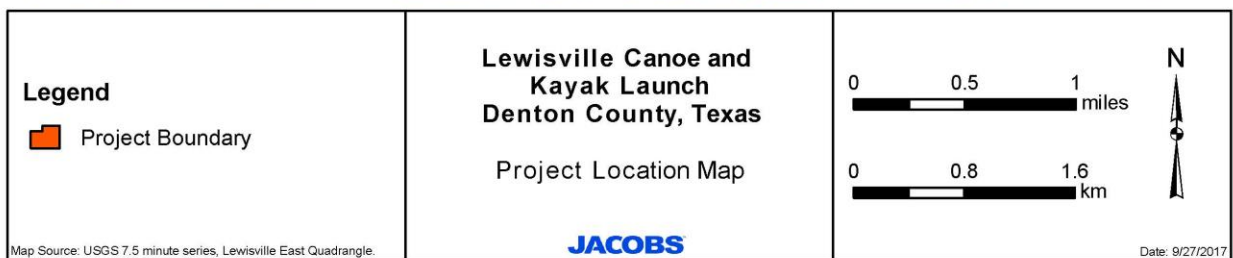 Legend
Project Boundary
Map Source: USGS 7.5 minute series, Lewisville East Quadrangle.
Lewisville Canoe and
Kayak Launch
Denton County, Texas
Project Location Map
JACOBS
0 0.5 1
miles
0 0.8 1.6
km
N
Date: 9/27/2017